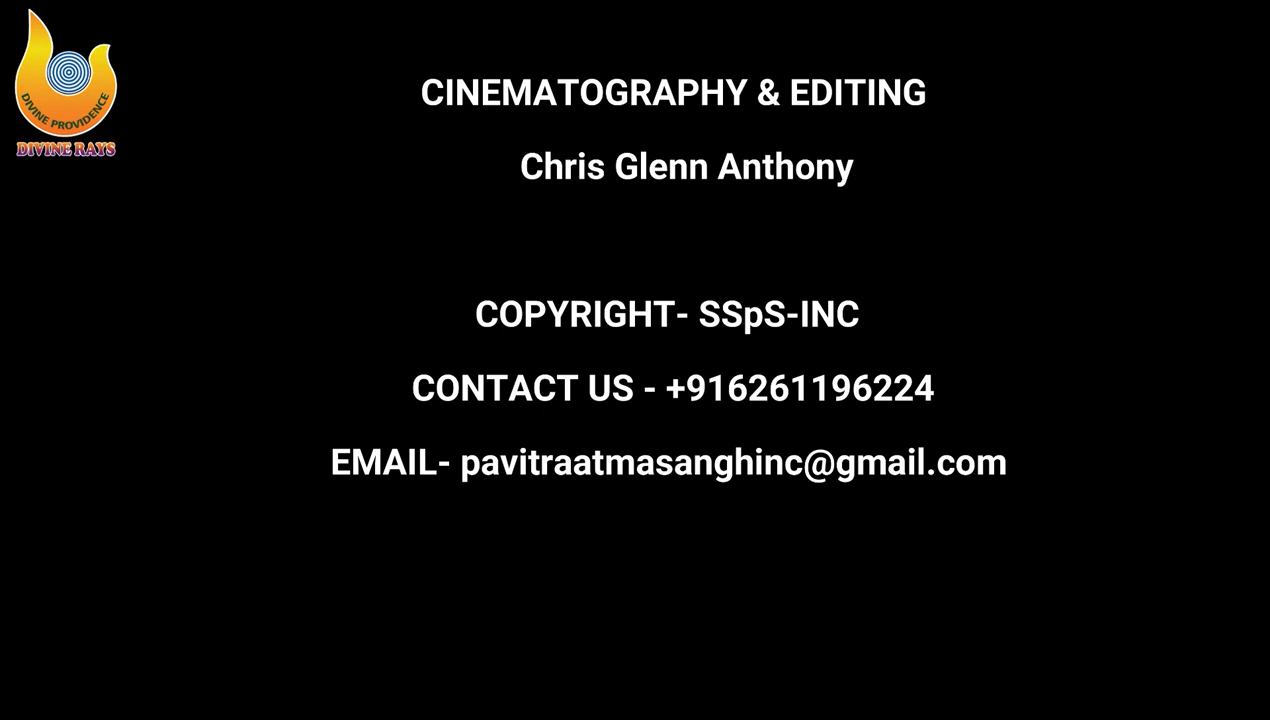 DIVINE PROVIDENCE
DIVINE RAYS
CINEMATOGRAPHY & EDITING
Chris Glenn Anthony
COPYRIGHT- SSpS-INC
CONTACT US - +916261196224
EMAIL- pavitraatmasanghinc@gmail.com